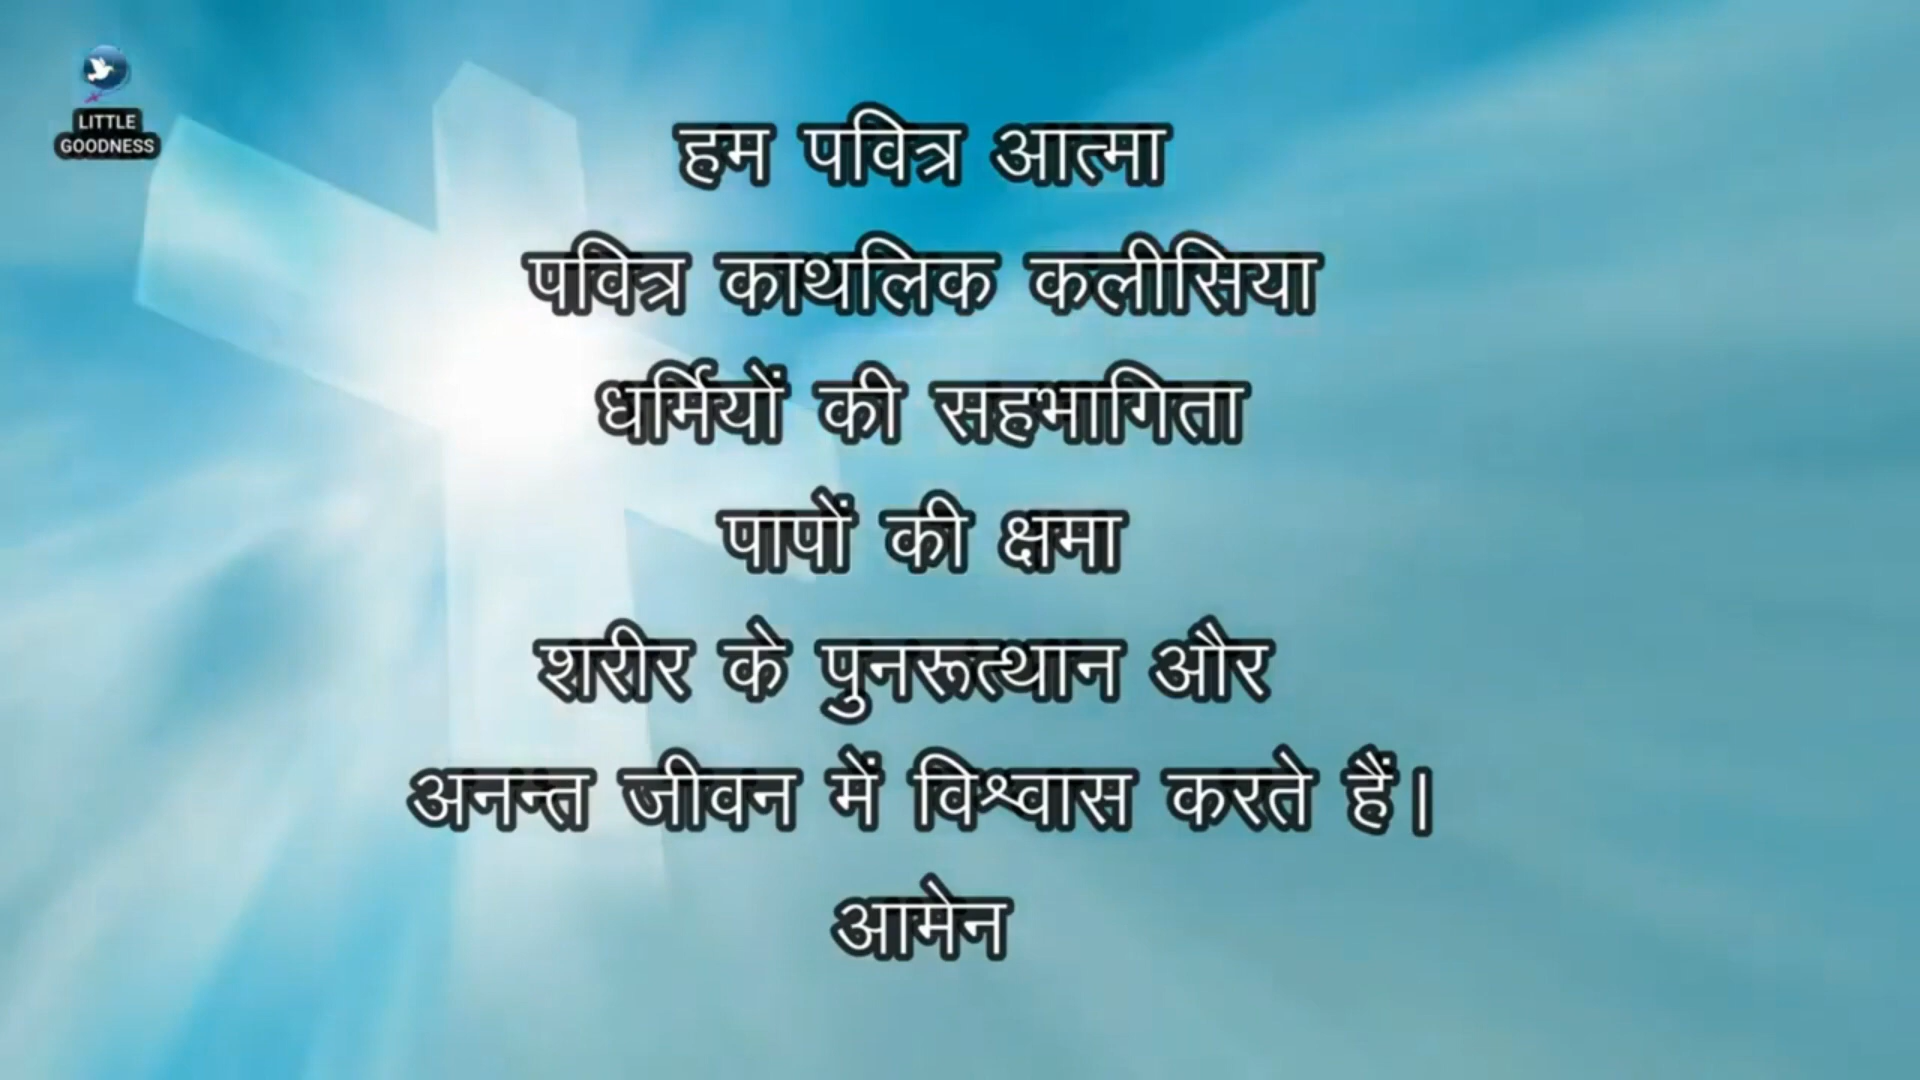 LITTLE
GOODNESS
हम पवित्र आत्मा
पवित्र काथलिक कलीसिया
धर्मियों की सहभागिता
पापों की क्षमा
शरीर के पुनरूत्थान और
अनन्त जीवन में विश्वास करते हैं।
आमेन